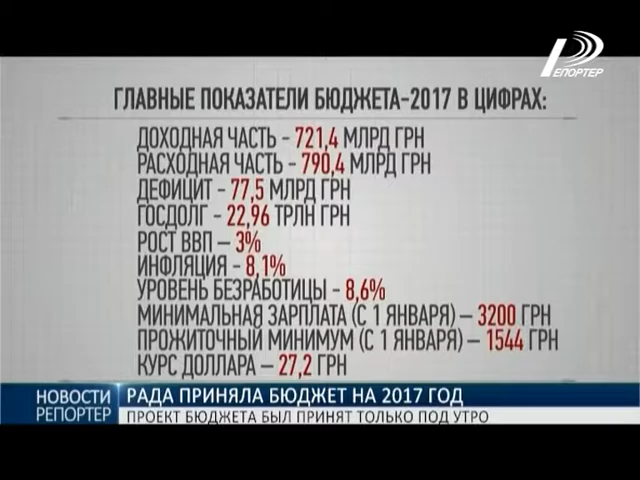 РЕПОРТЕР
ГЛАВНЫЕ ПОКАЗАТЕЛИ БЮДЖЕТА-2017 В ЦИФРАХ:
ДОХОДНАЯ ЧАСТЬ - 721,4 МЛРД ГРН
РАСХОДНАЯ ЧАСТЬ - 790,4 МЛРД ГРН
ДЕФИЦИТ - 77,5 МЛРД ГРН
ГОСДОЛГ - 22,96 ТРЛН ГРН
РОСТ ВВП – 3%
ИНФЛЯЦИЯ - 8,1%
УРОВЕНЬ БЕЗРАБОТИЦЫ - 8,6%
МИНИМАЛЬНАЯ ЗАРПЛАТА (С 1 ЯНВАРЯ) – 3200 ГРН
ПРОЖИТОЧНЫЙ МИНИМУМ (С 1 ЯНВАРЯ) – 1544 ГРН
КУРС ДОЛЛАРА – 27,2 ГРН
НОВОСТИ
РЕПОРТЕР
РАДА ПРИНЯЛА БЮДЖЕТ НА 2017 ГОД
ПРОЕКТ БЮДЖЕТА БЫЛ ПРИНЯТ ТОЛЬКО ПОД УТРО